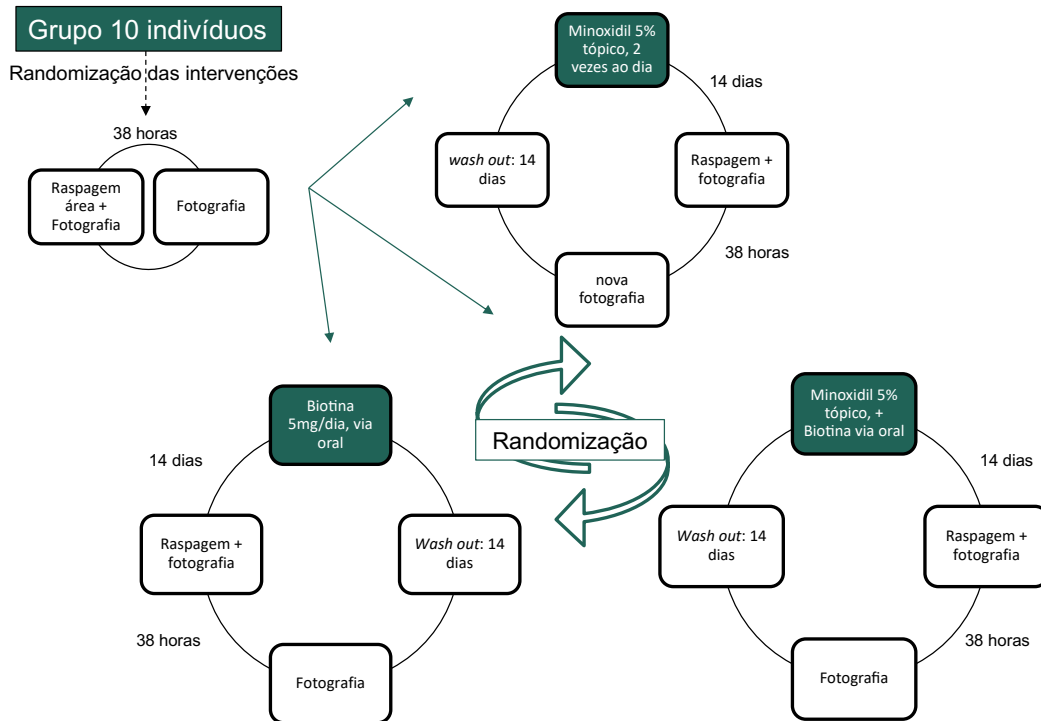 Grupo 10 indivíduos
Randomização das intervenções
38 horas
Raspagem
área +
Fotografia
Fotografia
Minoxidil 5%
tópico, 2
vezes ao dia
14 dias
Raspagem +
fotografia
38 horas
nova
fotografia
wash out: 14
dias
Randomização
Biotina
5mg/dia, via
oral
14 dias
Raspagem +
fotografia
38 horas
Fotografia
Wash out: 14
dias
Minoxidil 5%
tópico, +
Biotina via oral
14 dias
Raspagem +
fotografia
38 horas
Fotografia
Wash out: 14
dias